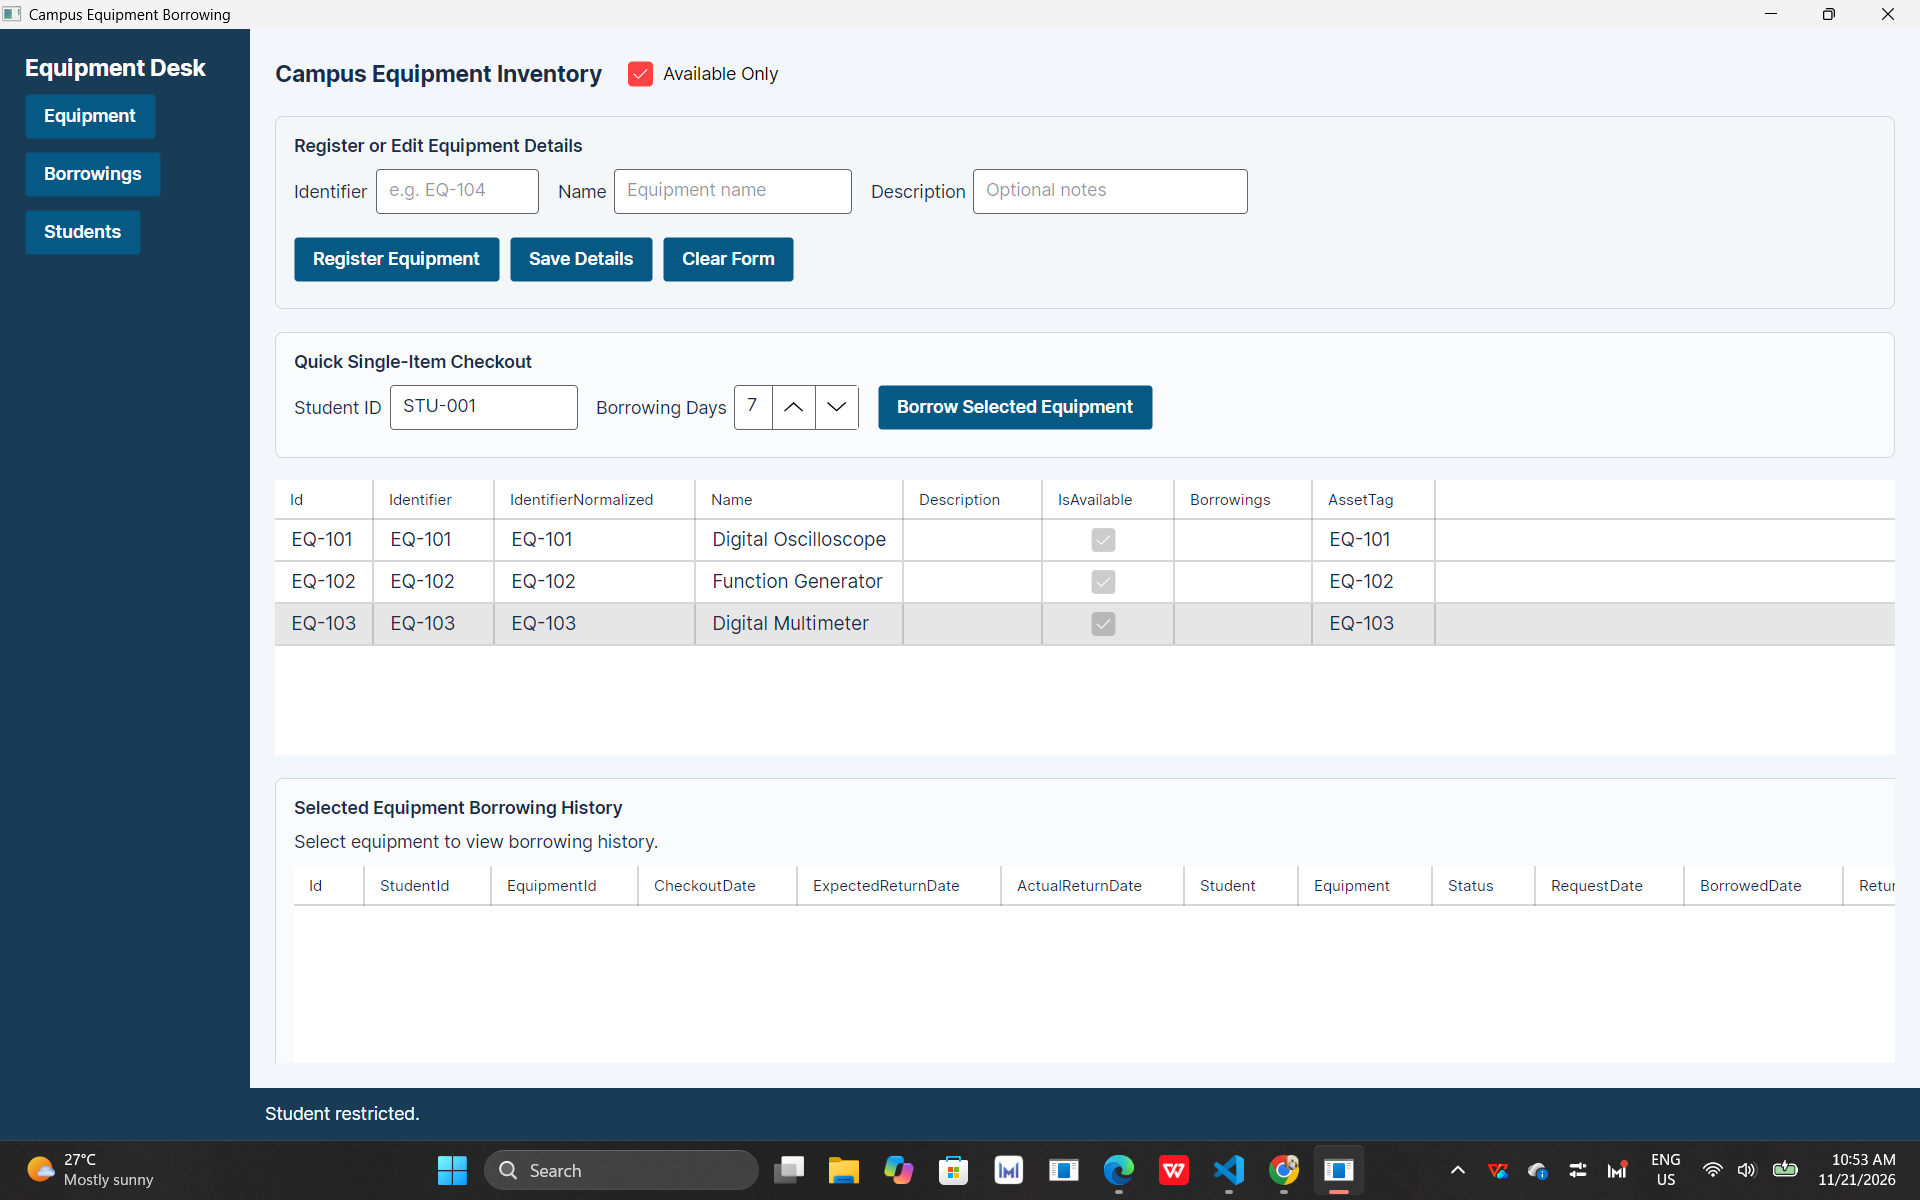 Campus Equipment Borrowing
Equipment Desk
Equipment
Borrowings
Students
Campus Equipment Inventory
Available Only
Register or Edit Equipment Details
Identifier e.g. EQ-104 Name Equipment name Description Optional notes
Register Equipment Save Details Clear Form
Quick Single-Item Checkout
Student ID STU-001 Borrowing Days 7 Borrow Selected Equipment
Id Identifier IdentifierNormalized Name Description IsAvailable Borrowings AssetTag
EQ-101 EQ-101 EQ-101 Digital Oscilloscope EQ-101
EQ-102 EQ-102 EQ-102 Function Generator EQ-102
EQ-103 EQ-103 EQ-103 Digital Multimeter EQ-103
Selected Equipment Borrowing History
Select equipment to view borrowing history.
Id StudentId EquipmentId CheckoutDate ExpectedReturnDate ActualReturnDate Student Equipment Status RequestDate BorrowedDate Retur
Student restricted.
27°C
Mostly sunny
Search
ENG
US
10:53 AM
11/21/2026